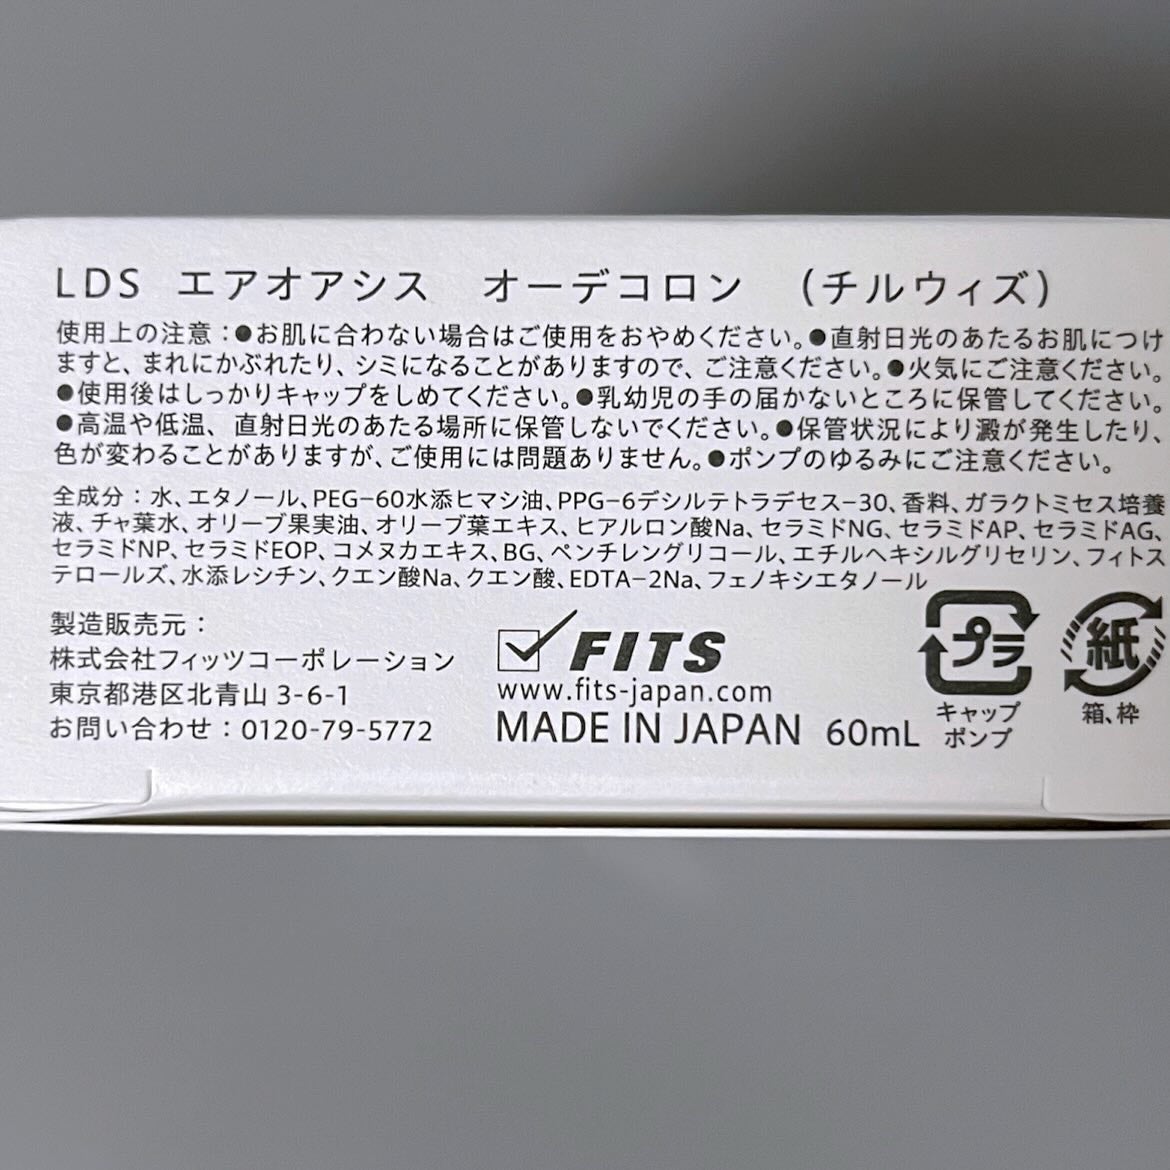 LDS エアオアシス オーデコロン （チルウィズ）
使用上の注意：●お肌に合わない場合はご使用をおやめください。●直射日光のあたるお肌につけ
ますと、まれにかぶれたり、シミになることがありますので、ご注意ください。●火気にご注意ください。
●使用後はしっかりキャップをしめてください。●乳幼児の手の届かないところに保管してください。
●高温や低温、直射日光のあたる場所に保管しないでください。●保管状況により澱が発生したり、
色が変わることがありますが、ご使用には問題ありません。●ポンプのゆるみにご注意ください。
全成分：水、エタノール、PEG−60水添ヒマシ油、PPG−6デシルテトラデセス−30、香料、ガラクトミセス培養
液、チャ葉水、オリーブ果実油、オリーブ葉エキス、ヒアルロン酸Na、セラミドNG、セラミドAP、セラミドAG、
セラミドNP、セラミドEOP、コメヌカエキス、BG、ペンチレングリコール、エチルヘキシルグリセリン、フィトス
テロールズ、水添レシチン、クエン酸Na、クエン酸、EDTA−2Na、フェノキシエタノール
製造販売元：
株式会社フィッツコーポレーション
東京都港区北青山 3-6-1
お問い合わせ：0120-79-5772
FITS
www.fits-japan.com
MADE IN JAPAN 60mL
プラ
キャップ
ポンプ
紙
箱、枠